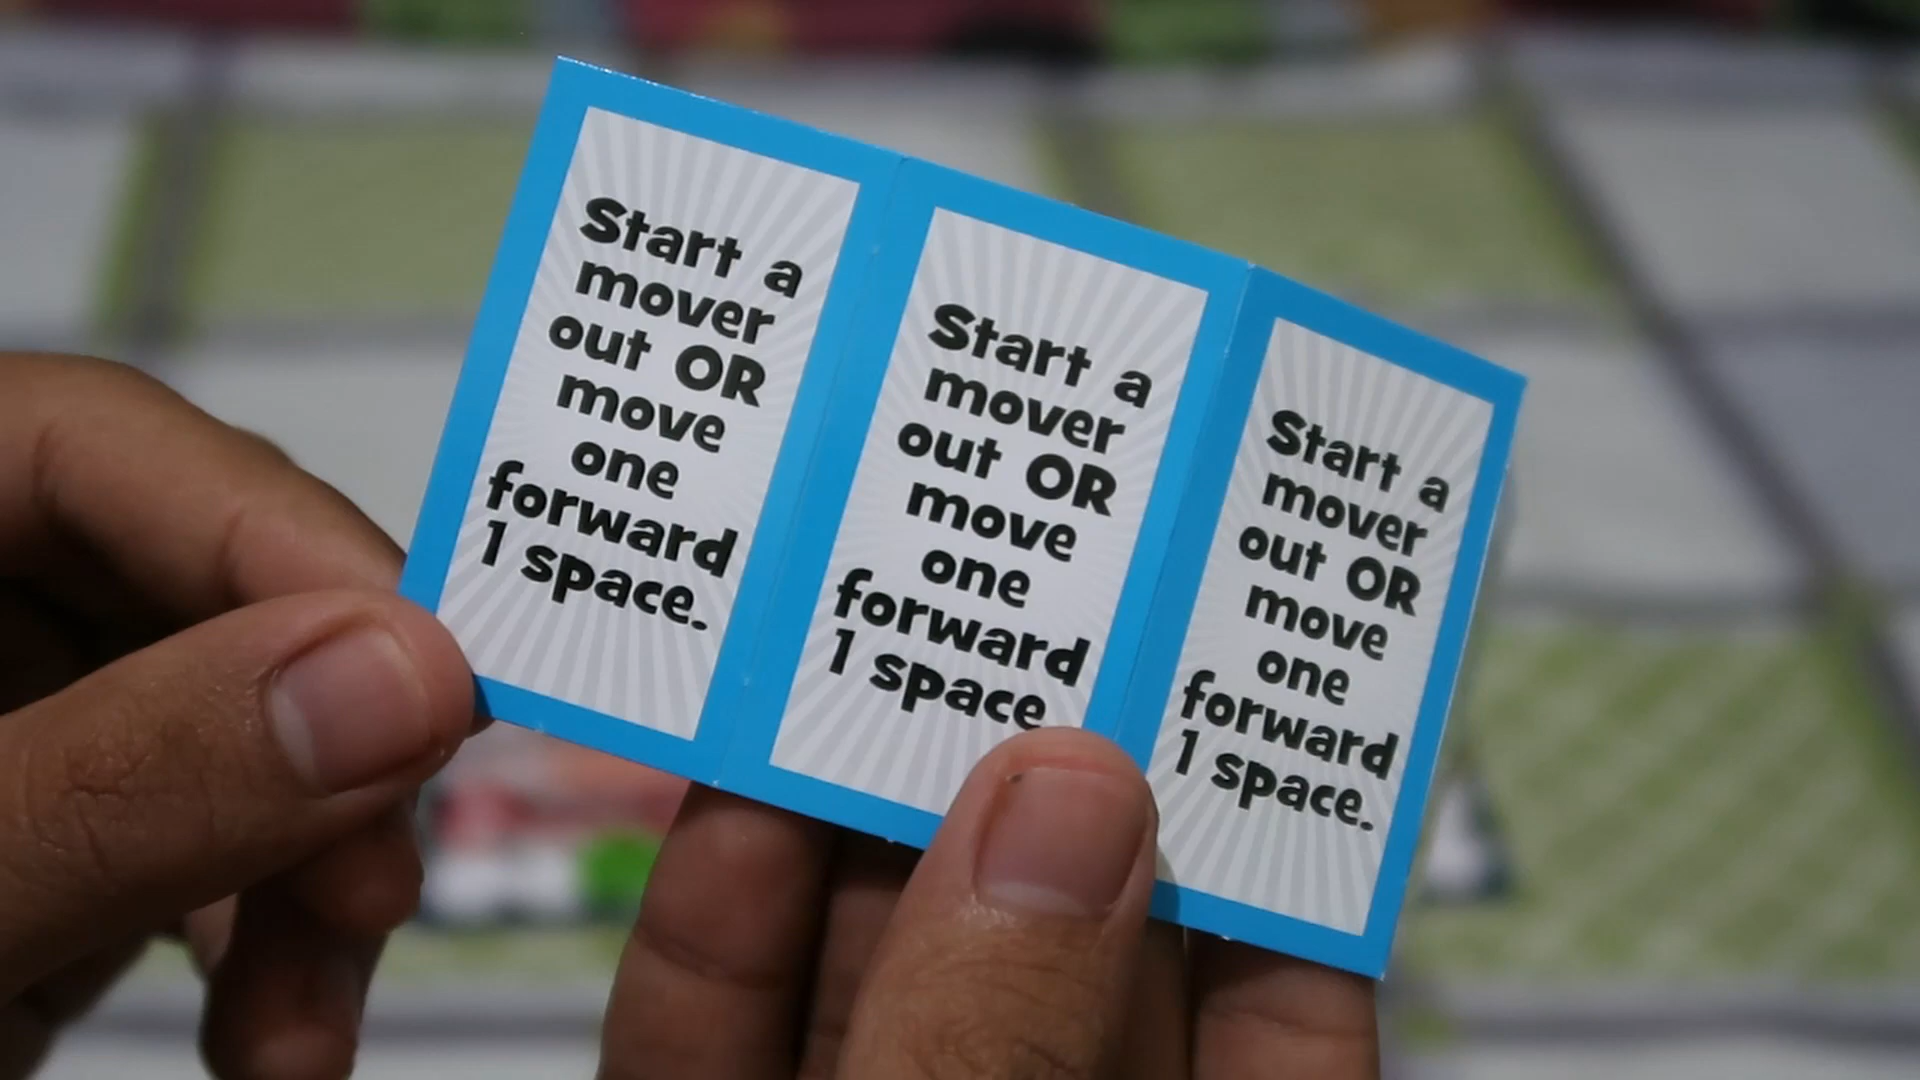 Start a
mover
out OR
move
one
forward
1 space.
Start a
mover
out OR
move
one
forward
1 space
Start a
mover
out OR
move
one
forward
1 space.